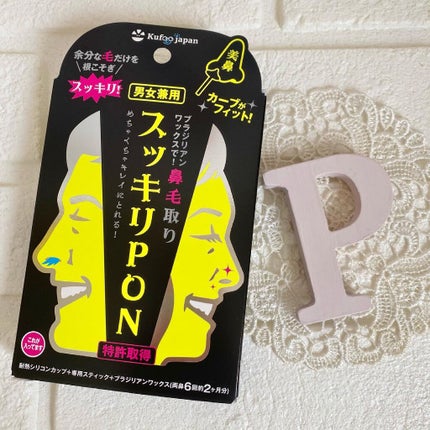 Kufoo japan
余分な毛だけを
根こそぎ
スッキリ!
男女兼用
美鼻
カーブが
フィット!
ブラジリアン
ワックスで!
鼻毛取り
スッキリPON
めちゃくちゃキレイにとれる!
特許取得
これが
入ってます
耐熱シリコンカップ+専用スティック+ブラジリアンワックス(両鼻6回約2ヶ月分)
P